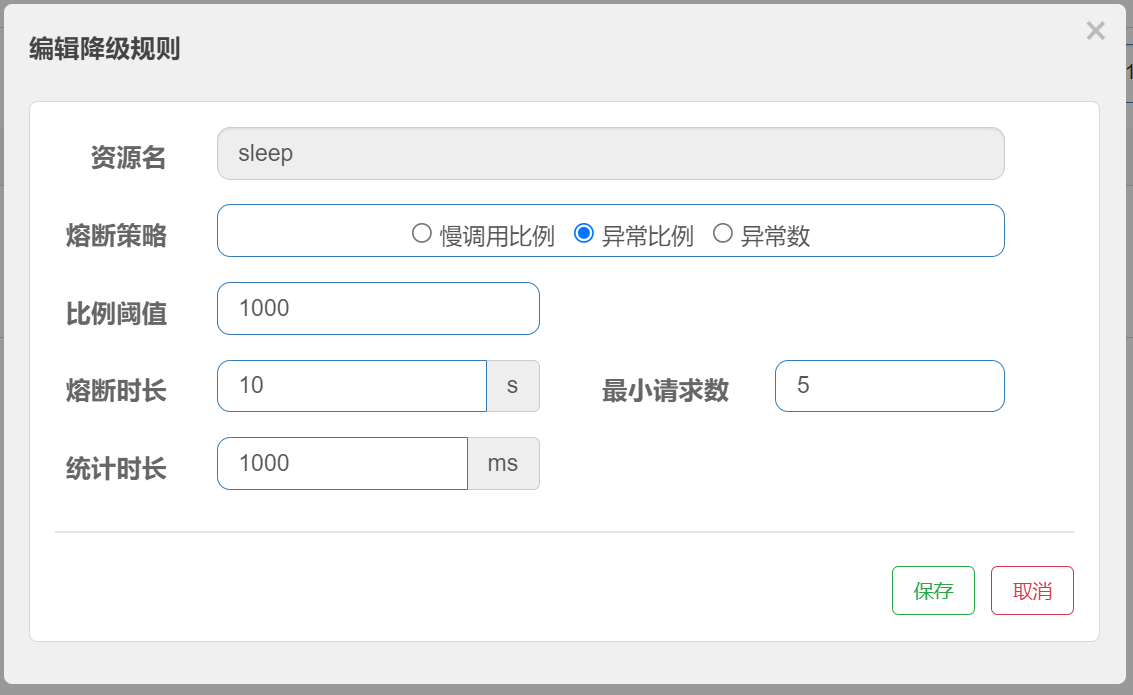 编辑降级规则 ×
1
资源名 sleep
熔断策略 慢调用比例 异常比例 异常数
比例阈值 1000
熔断时长 10 s 最小请求数 5
统计时长 1000 ms
保存 取消